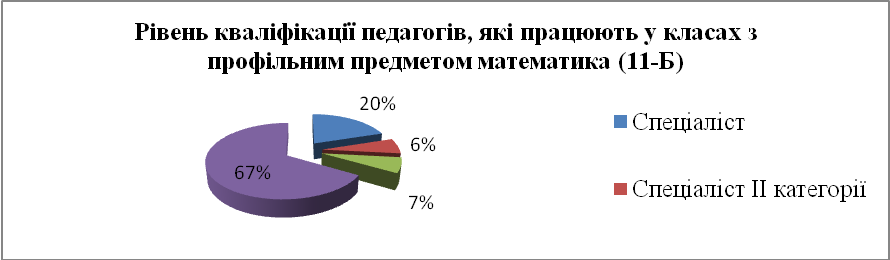 Рівень кваліфікації педагогів, які працюють у класах з
профільним предметом математика (11-Б)
20%
6%
7%
67%
Спеціаліст
Спеціаліст ІІ категорії